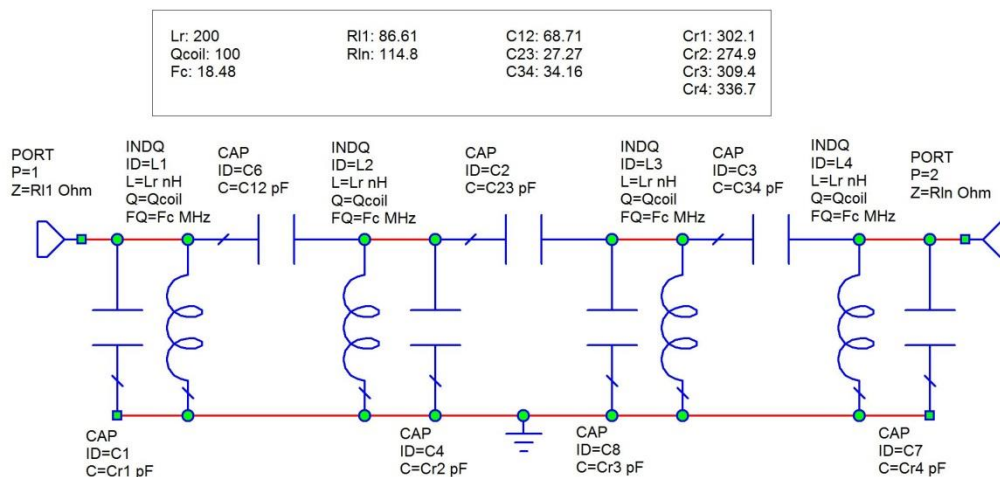 Lr: 200
Qcoil: 100
Fc: 18.48
Rl1: 86.61
Rln: 114.8
C12: 68.71
C23: 27.27
C34: 34.16
Cr1: 302.1
Cr2: 274.9
Cr3: 309.4
Cr4: 336.7
PORT
P=1
Z=Rl1 Ohm
INDQ
ID=L1
L=Lr nH
Q=Qcoil
FQ=Fc MHz
CAP
ID=C6
C=C12 pF
INDQ
ID=L2
L=Lr nH
Q=Qcoil
FQ=Fc MHz
CAP
ID=C2
C=C23 pF
INDQ
ID=L3
L=Lr nH
Q=Qcoil
FQ=Fc MHz
CAP
ID=C3
C=C34 pF
INDQ
ID=L4
L=Lr nH
Q=Qcoil
FQ=Fc MHz
PORT
P=2
Z=Rln Ohm
CAP
ID=C1
C=Cr1 pF
CAP
ID=C4
C=Cr2 pF
CAP
ID=C8
C=Cr3 pF
CAP
ID=C7
C=Cr4 pF